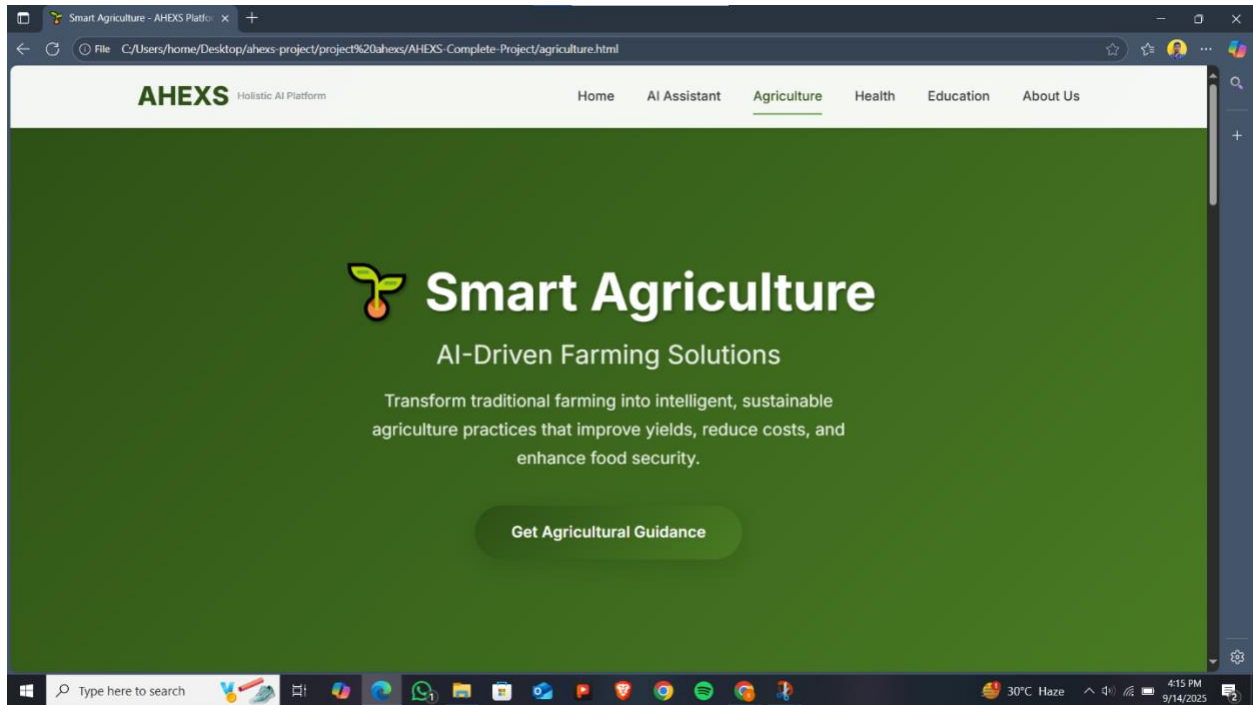 Smart Agriculture - AHEXS Platfor
File C:/Users/home/Desktop/ahexs-project/project%20ahexs/AHEXS-Complete-Project/agriculture.html
AHEXS Holistic AI Platform Home AI Assistant Agriculture Health Education About Us
Smart Agriculture
AI-Driven Farming Solutions
Transform traditional farming into intelligent, sustainable
agriculture practices that improve yields, reduce costs, and
enhance food security.
Get Agricultural Guidance
Type here to search 30°C Haze 4:15 PM
9/14/2025